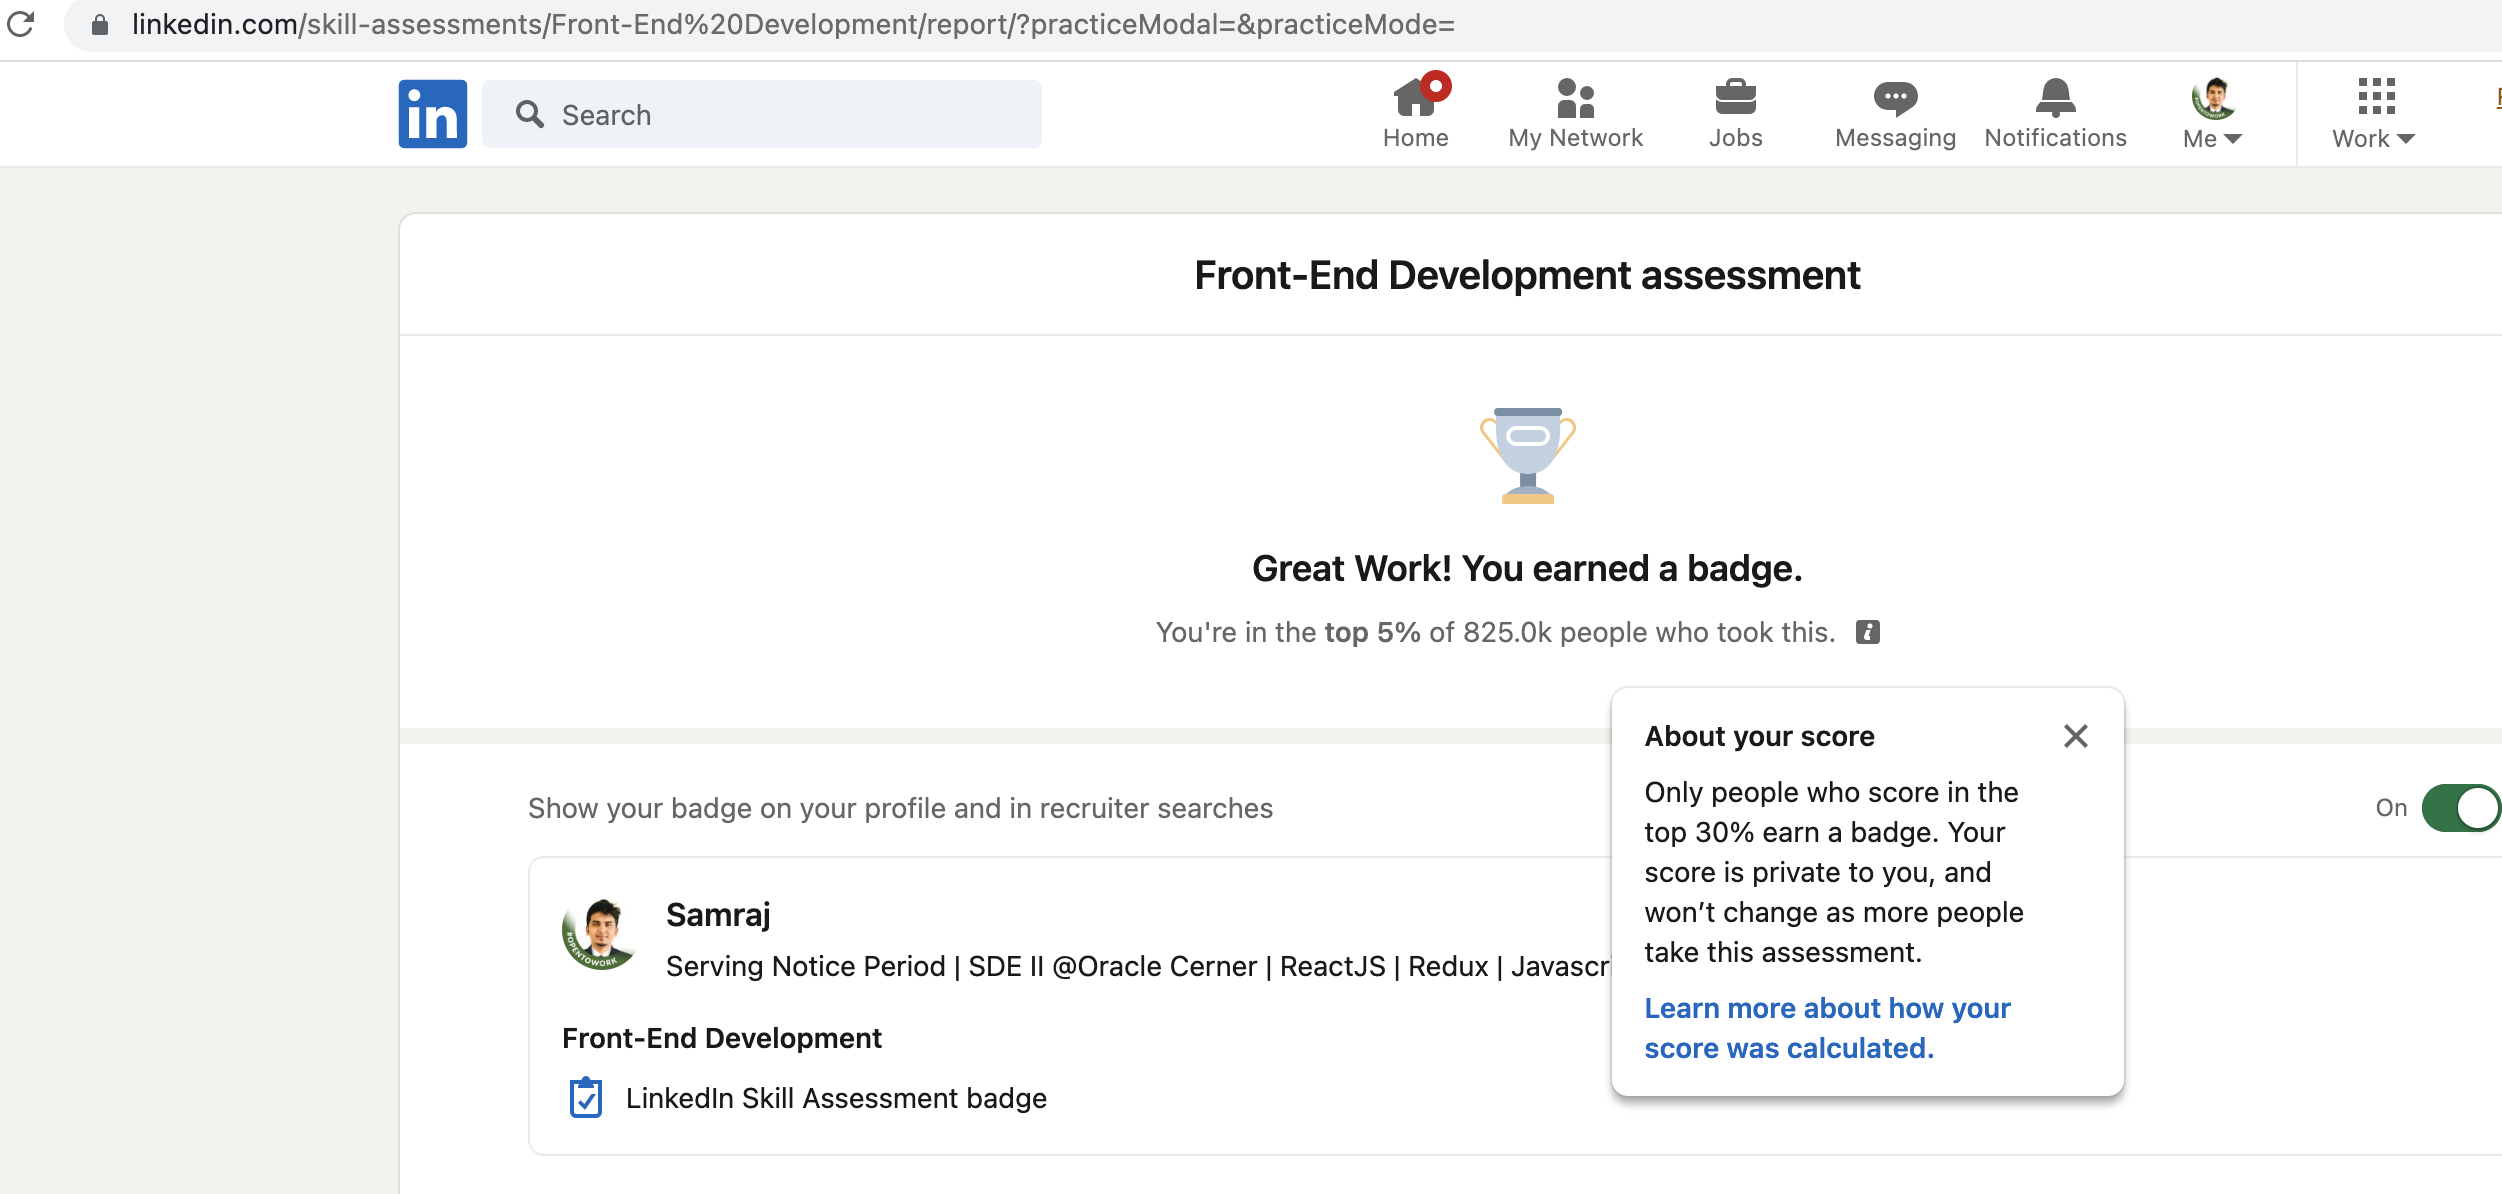 linkedin.com/skill-assessments/Front-End%20Development/report/?practiceModal=&practiceMode=
in
Search
Home
My Network
Jobs
Messaging
Notifications
Me
Work
Front-End Development assessment
Great Work! You earned a badge.
You're in the top 5% of 825.0k people who took this.
About your score
Only people who score in the
top 30% earn a badge. Your
score is private to you, and
won’t change as more people
take this assessment.
Learn more about how your
score was calculated.
Show your badge on your profile and in recruiter searches
On
#OPENTOWORK
Samraj
Serving Notice Period | SDE II @Oracle Cerner | ReactJS | Redux | Javascri
Front-End Development
LinkedIn Skill Assessment badge